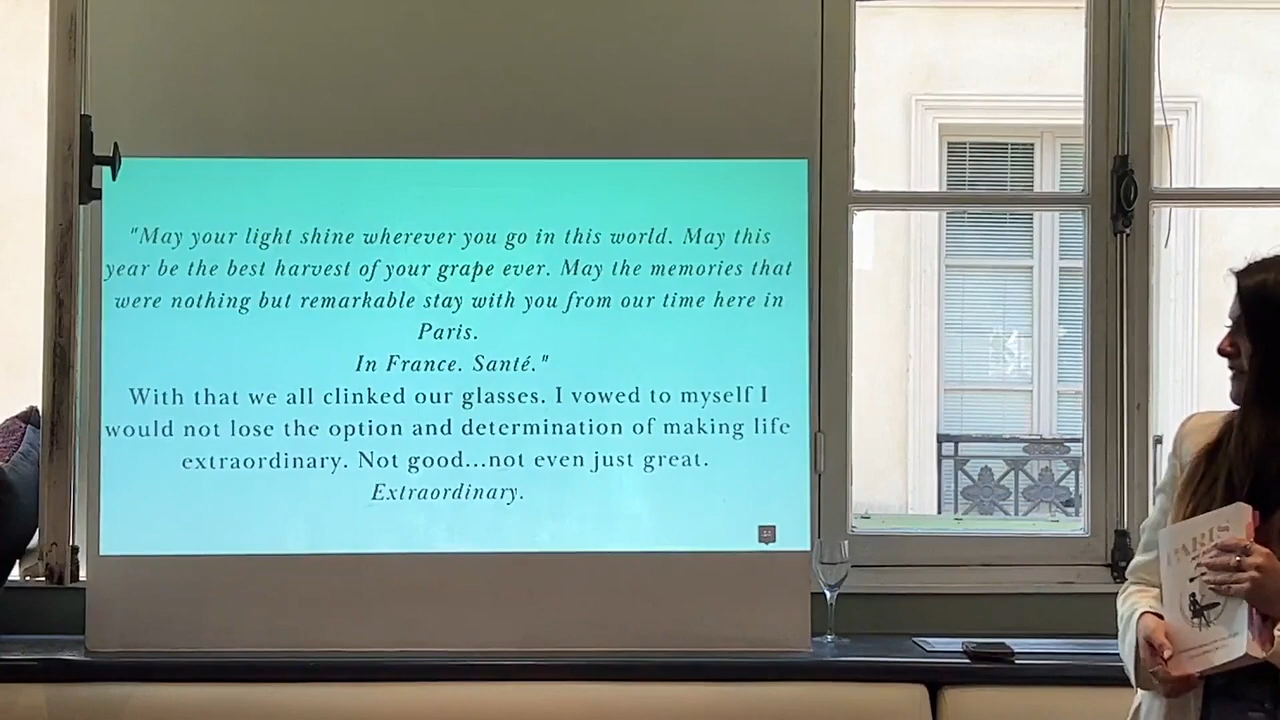 "May your light shine wherever you go in this world. May this
year be the best harvest of your grape ever. May the memories that
were nothing but remarkable stay with you from our time here in
Paris.
In France. Santé."
With that we all clinked our glasses. I vowed to myself I
would not lose the option and determination of making life
extraordinary. Not good...not even just great.
Extraordinary.
PARIS